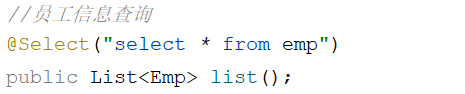 //员工信息查询
@Select("select * from emp")
public List<Emp> list();